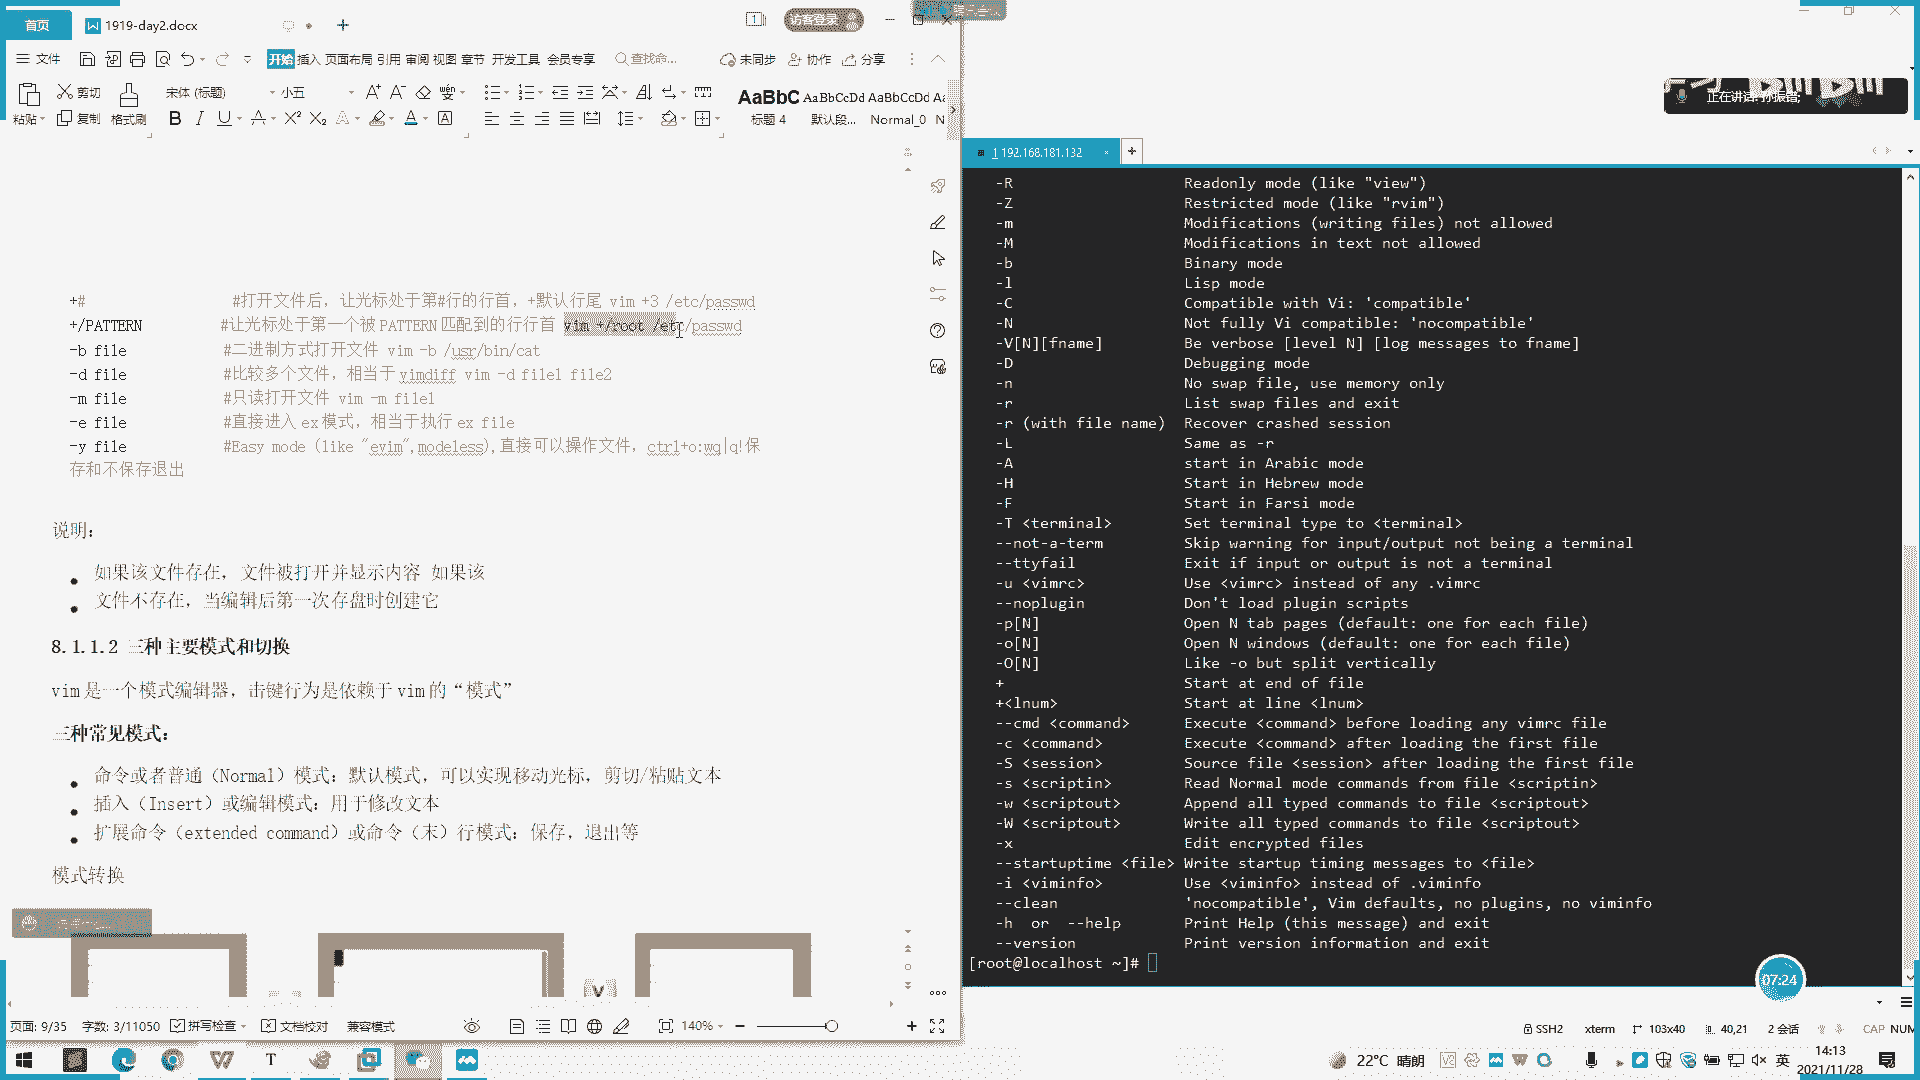 首页
1919-day2.docx
访客登录
文件
开始 插入 页面布局 引用 审阅 视图 章节 开发工具 会员专享
查找命...
未同步
协作
分享
粘贴
剪切
复制
格式刷
宋体 (标题)
小五
AaBbC AaBbCcDd AaBbCcDd
标题 4 默认段... Normal_0
+# #打开文件后，让光标处于第#行的行首，+默认行尾 vim +3 /etc/passwd
+/PATTERN #让光标处于第一个被PATTERN匹配到的行行首 vim +/root /etc/passwd
-b file #二进制方式打开文件 vim -b /usr/bin/cat
-d file #比较多个文件，相当于vimdiff vim -d file1 file2
-m file #只读打开文件 vim -m file1
-e file #直接进入ex模式，相当于执行ex file
-y file #Easy mode (like "evim",modeless),直接可以操作文件，ctrl+o:wq|q!保
存和不保存退出
说明：
• 如果该文件存在，文件被打开并显示内容 如果该
• 文件不存在，当编辑后第一次存盘时创建它
8.1.1.2 三种主要模式和切换
vim是一个模式编辑器，击键行为是依赖于vim的“模式”
三种常见模式：
• 命令或者普通（Normal）模式：默认模式，可以实现移动光标，剪切/粘贴文本
• 插入（Insert）或编辑模式：用于修改文本
• 扩展命令（extended command）或命令（末）行模式：保存，退出等
模式转换
页面: 9/35 字数: 3/11050 拼写检查 文档校对 兼容模式 140%
1 192.168.181.132
-R Readonly mode (like "view")
-Z Restricted mode (like "rvim")
-m Modifications (writing files) not allowed
-M Modifications in text not allowed
-b Binary mode
-l Lisp mode
-C Compatible with Vi: 'compatible'
-N Not fully Vi compatible: 'nocompatible'
-V[N][fname] Be verbose [level N] [log messages to fname]
-D Debugging mode
-n No swap file, use memory only
-r List swap files and exit
-r (with file name) Recover crashed session
-L Same as -r
-A start in Arabic mode
-H Start in Hebrew mode
-F Start in Farsi mode
-T <terminal> Set terminal type to <terminal>
--not-a-term Skip warning for input/output not being a terminal
--ttyfail Exit if input or output is not a terminal
-u <vimrc> Use <vimrc> instead of any .vimrc
--noplugin Don't load plugin scripts
-p[N] Open N tab pages (default: one for each file)
-o[N] Open N windows (default: one for each file)
-O[N] Like -o but split vertically
+ Start at end of file
+<lnum> Start at line <lnum>
--cmd <command> Execute <command> before loading any vimrc file
-c <command> Execute <command> after loading the first file
-S <session> Source file <session> after loading the first file
-s <scriptin> Read Normal mode commands from file <scriptin>
-w <scriptout> Append all typed commands to file <scriptout>
-W <scriptout> Write all typed commands to file <scriptout>
-x Edit encrypted files
--startuptime <file> Write startup timing messages to <file>
-i <viminfo> Use <viminfo> instead of .viminfo
--clean 'nocompatible', Vim defaults, no plugins, no viminfo
-h or --help Print Help (this message) and exit
--version Print version information and exit
[root@localhost ~]#
07:24
SSH2 xterm 103x40 40,21 2 会话 CAP NUM
22°C 晴朗
英
14:13
2021/11/28